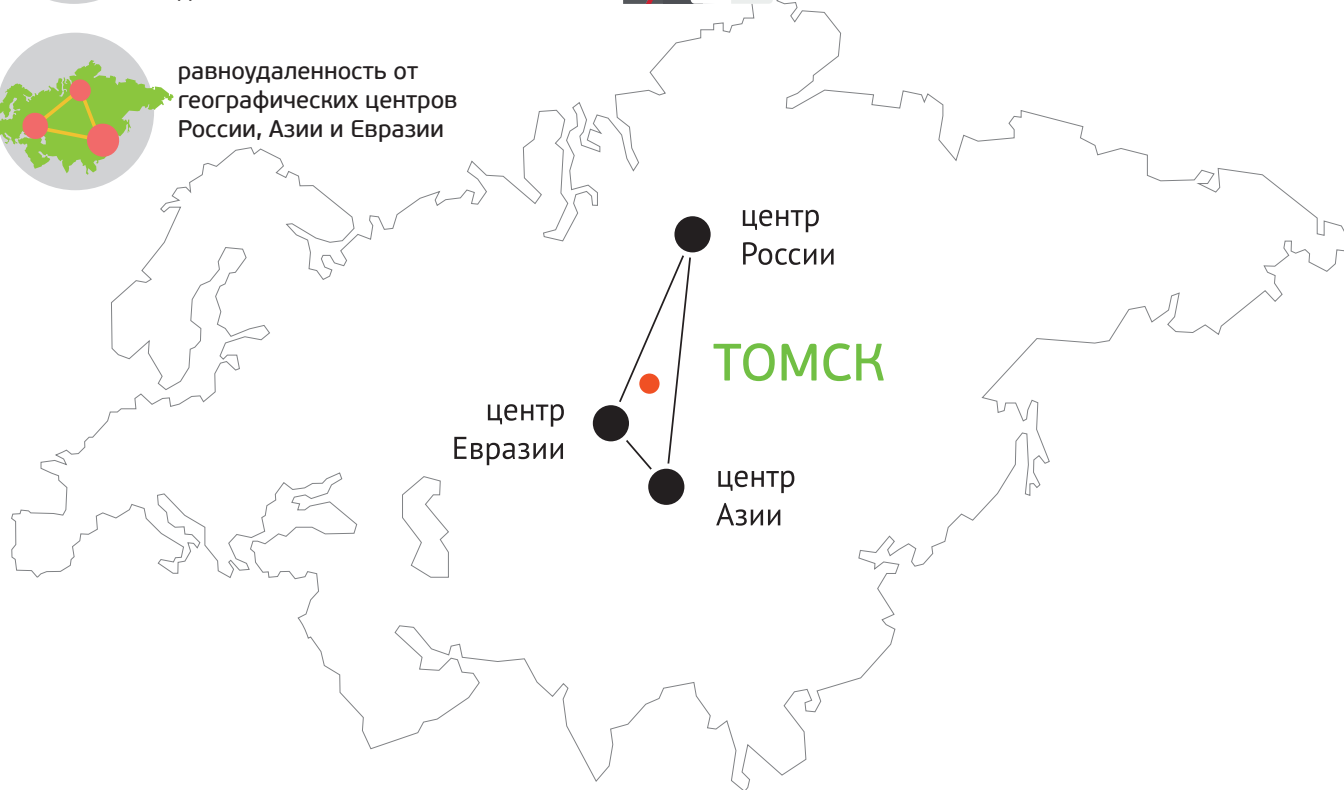 равноудаленность от
географических центров
России, Азии и Евразии
центр
России
ТОМСК
центр
Евразии
центр
Азии